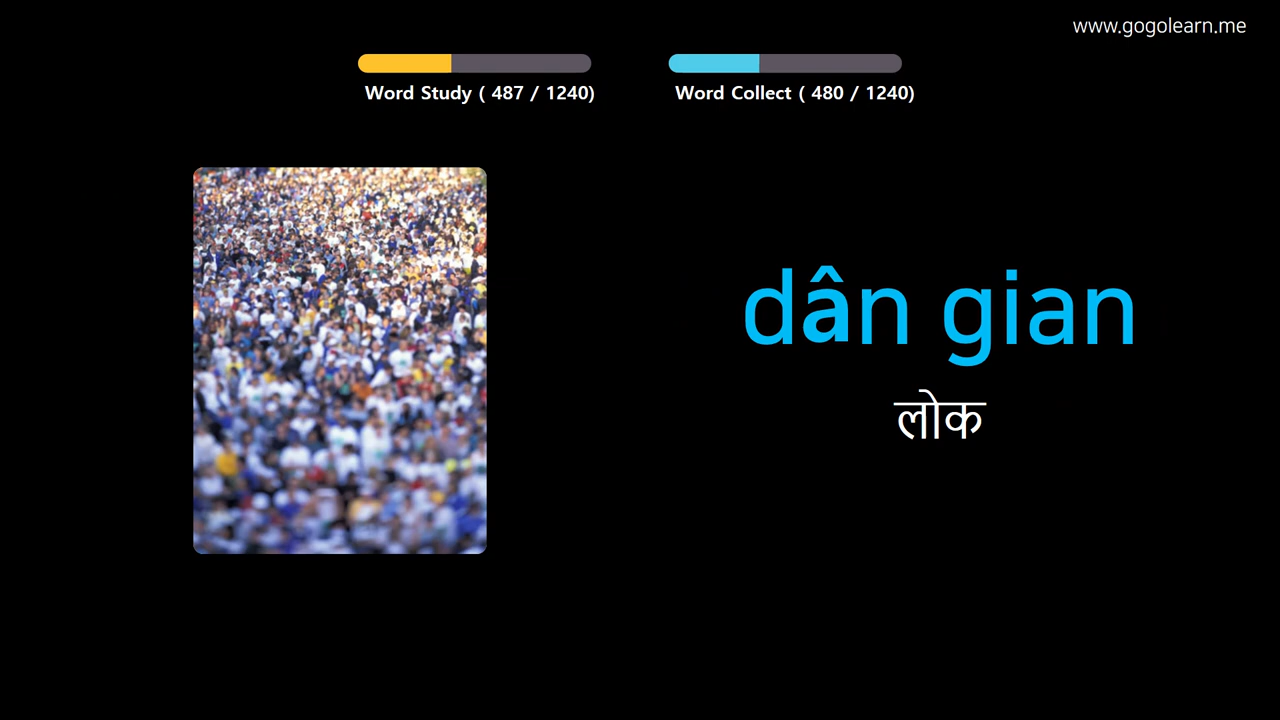 www.gogolearn.me
Word Study ( 487 / 1240)
Word Collect ( 480 / 1240)
dân gian
लोक